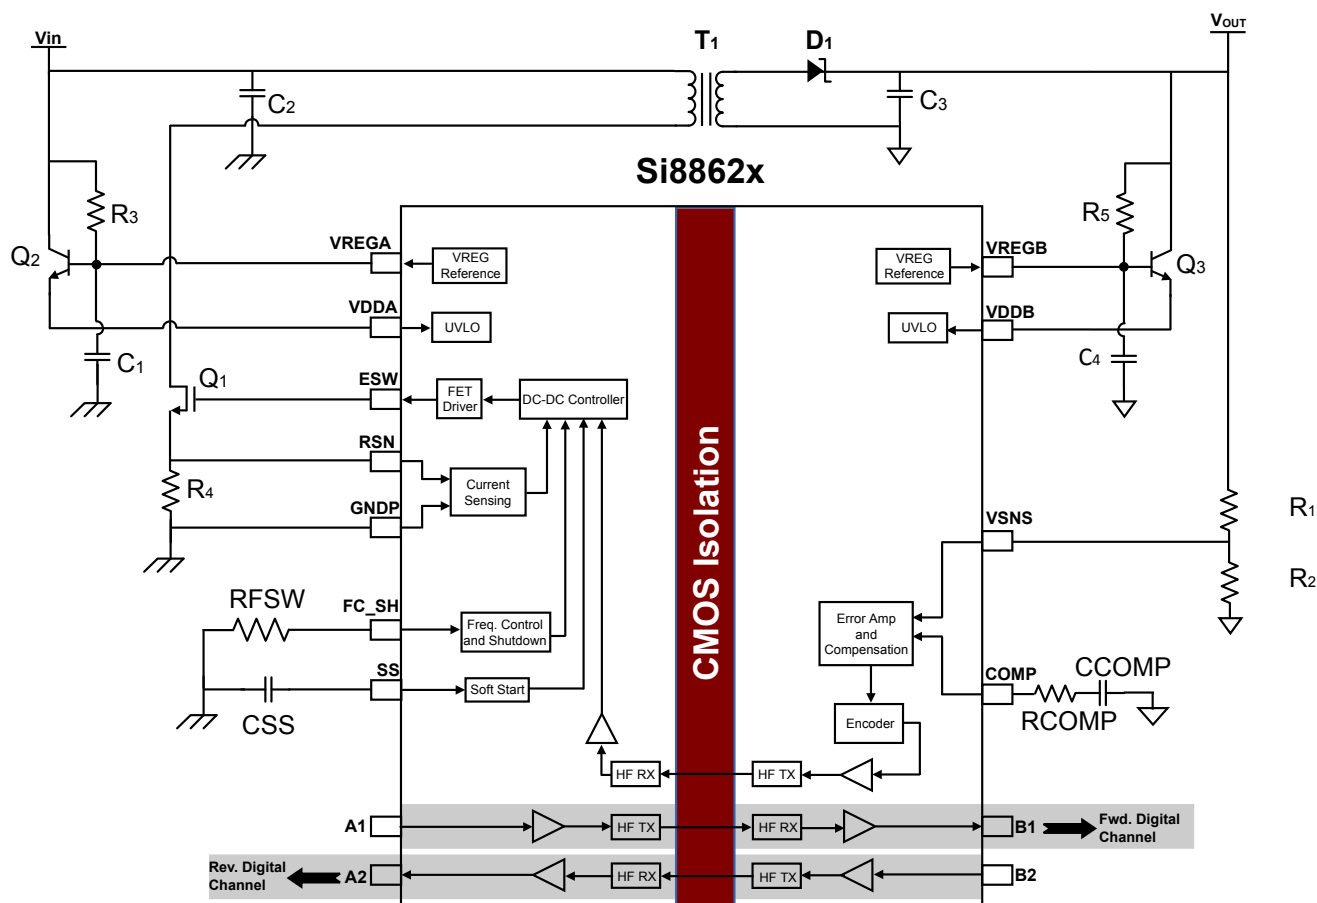 Vin
T1
D1
VOUT
C2
C3
Si8862x
R3
R5
Q2
VREGA
VREG
Reference
VREG
Reference
VREGB
Q3
VDDA
UVLO
UVLO
VDDB
C1
C4
Q1
ESW
FET
Driver
DC-DC Controller
RSN
R4
Current
Sensing
GNDP
CMOS Isolation
VSNS
R1
R2
RFSW
FC_SH
Freq. Control
and Shutdown
Error Amp
and
Compensation
SS
Soft Start
CSS
COMP
CCOMP
RCOMP
Encoder
HF RX
HF TX
A1
HF TX
HF RX
B1
Fwd. Digital
Channel
Rev. Digital
Channel
A2
HF RX
HF TX
B2